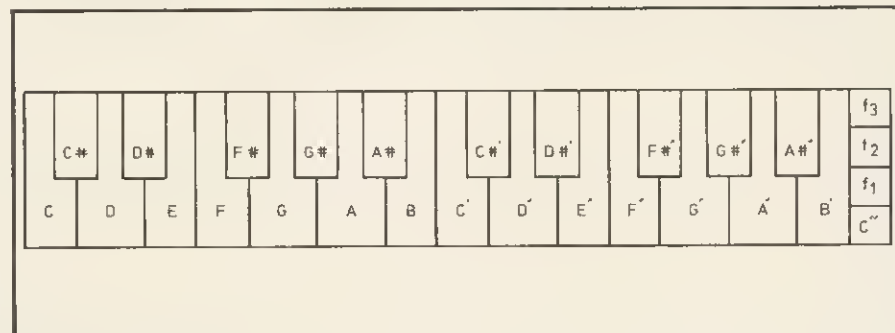 f3
C# D# F# G# A# C#' D#' F#' G#' A#' f2
f1
C D E F G A B C' D' E' F' G' A' B'
C''